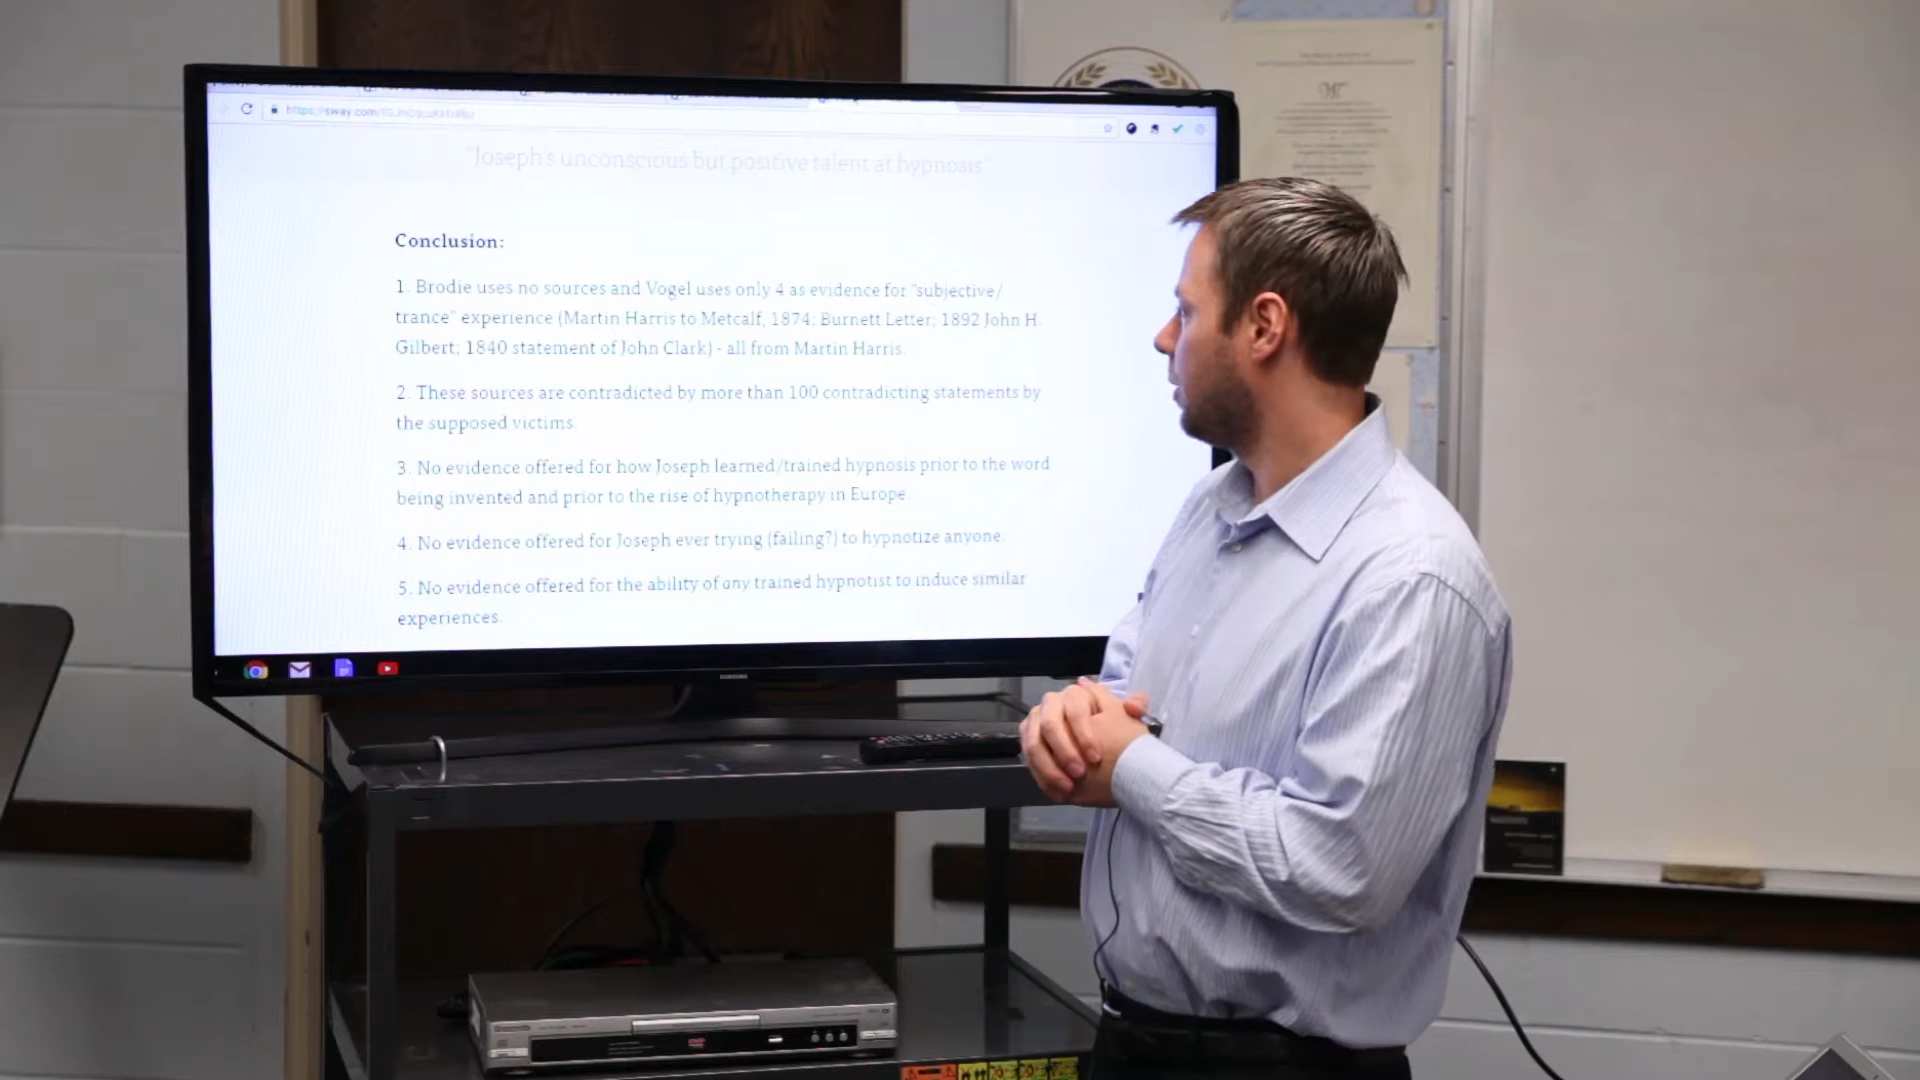 https://sway.com/
"Joseph's unconscious but positive talent at hypnosis"
Conclusion:
1. Brodie uses no sources and Vogel uses only 4 as evidence for "subjective/
trance" experience (Martin Harris to Metcalf, 1874; Burnett Letter; 1892 John H.
Gilbert; 1840 statement of John Clark) - all from Martin Harris.
2. These sources are contradicted by more than 100 contradicting statements by
the supposed victims.
3. No evidence offered for how Joseph learned/trained hypnosis prior to the word
being invented and prior to the rise of hypnotherapy in Europe.
4. No evidence offered for Joseph ever trying (failing?) to hypnotize anyone.
5. No evidence offered for the ability of any trained hypnotist to induce similar
experiences.
SAMSUNG